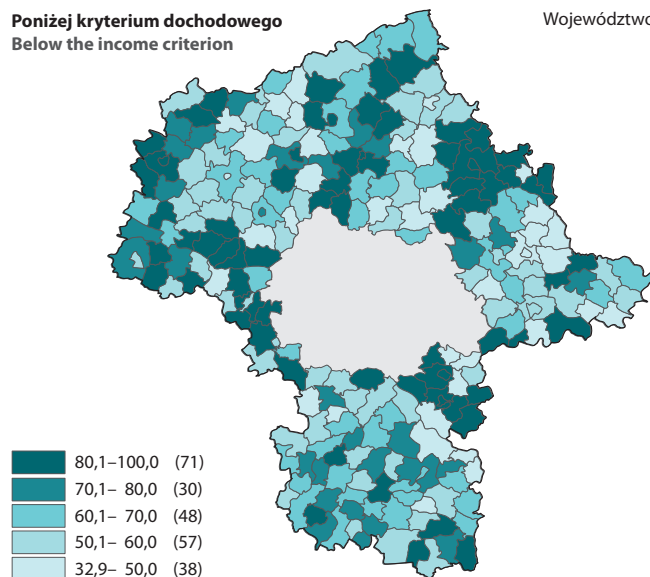 Poniżej kryterium dochodowego
Below the income criterion
Województwo
80,1– 100,0 (71)
70,1– 80,0 (30)
60,1– 70,0 (48)
50,1– 60,0 (57)
32,9– 50,0 (38)